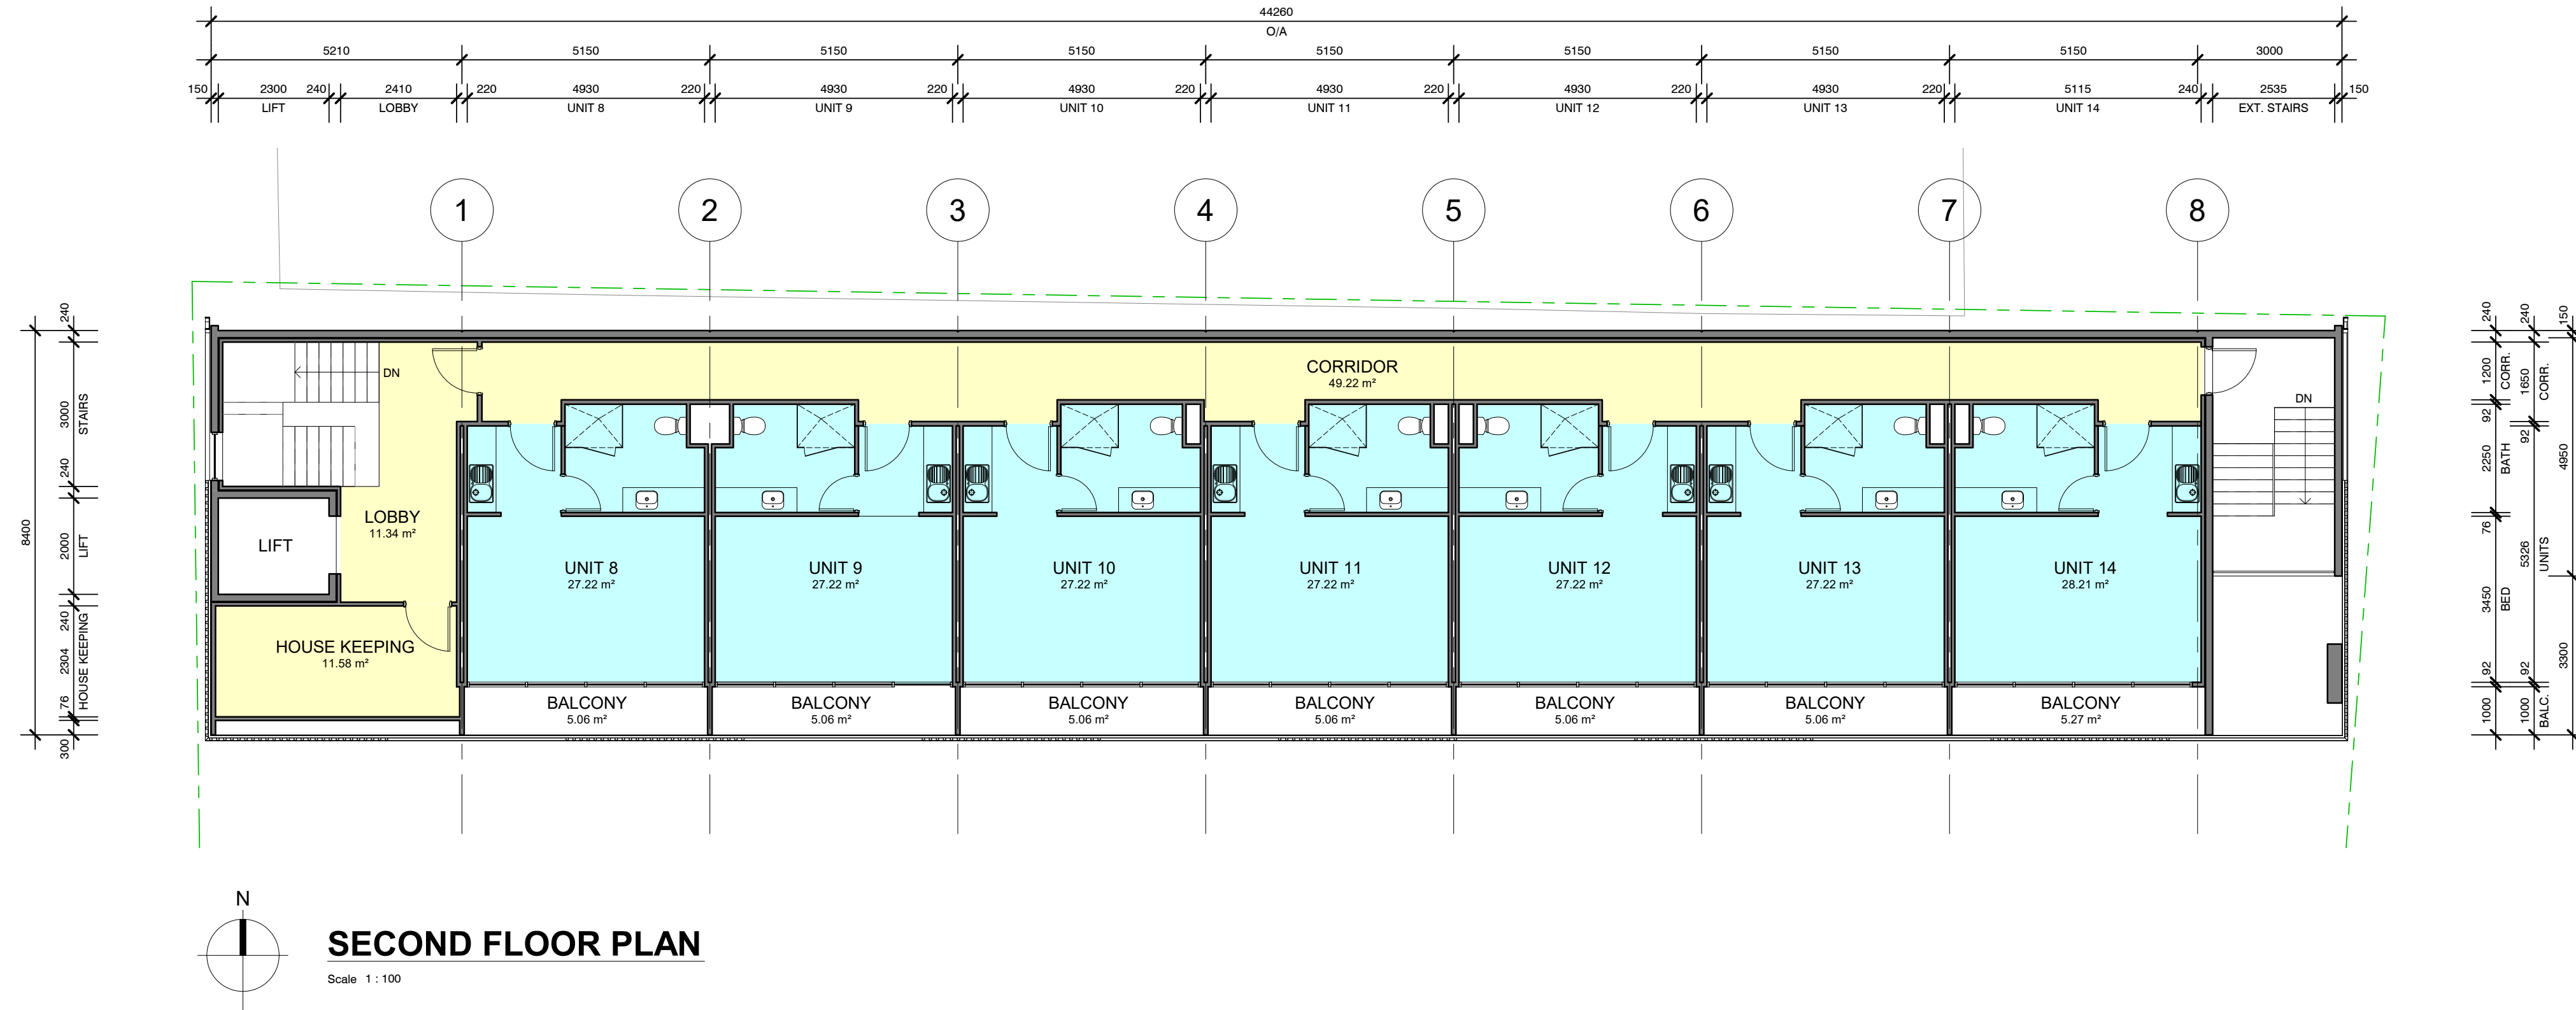 44260
O/A
5210 5150 5150 5150 5150 5150 5150 5150 3000
150 2300 240 2410 220 4930 220 4930 220 4930 220 4930 220 4930 220 4930 220 5115 240 2535 150
LIFT LOBBY UNIT 8 UNIT 9 UNIT 10 UNIT 11 UNIT 12 UNIT 13 UNIT 14 EXT. STAIRS
1 2 3 4 5 6 7 8
8400
240
3000
STAIRS
240
2000
LIFT
240
2304
HOUSE KEEPING
76
300
DN
CORRIDOR
49.22 m²
DN
LOBBY
11.34 m²
LIFT
HOUSE KEEPING
11.58 m²
UNIT 8
27.22 m²
UNIT 9
27.22 m²
UNIT 10
27.22 m²
UNIT 11
27.22 m²
UNIT 12
27.22 m²
UNIT 13
27.22 m²
UNIT 14
28.21 m²
BALCONY
5.06 m²
BALCONY
5.06 m²
BALCONY
5.06 m²
BALCONY
5.06 m²
BALCONY
5.06 m²
BALCONY
5.06 m²
BALCONY
5.27 m²
240
1200
CORR.
92
2250
BATH
76
3450
BED
92
1000
240
1650
CORR.
92
5326
UNITS
92
1000
BALC.
150
4950
3300
N
SECOND FLOOR PLAN
Scale 1 : 100